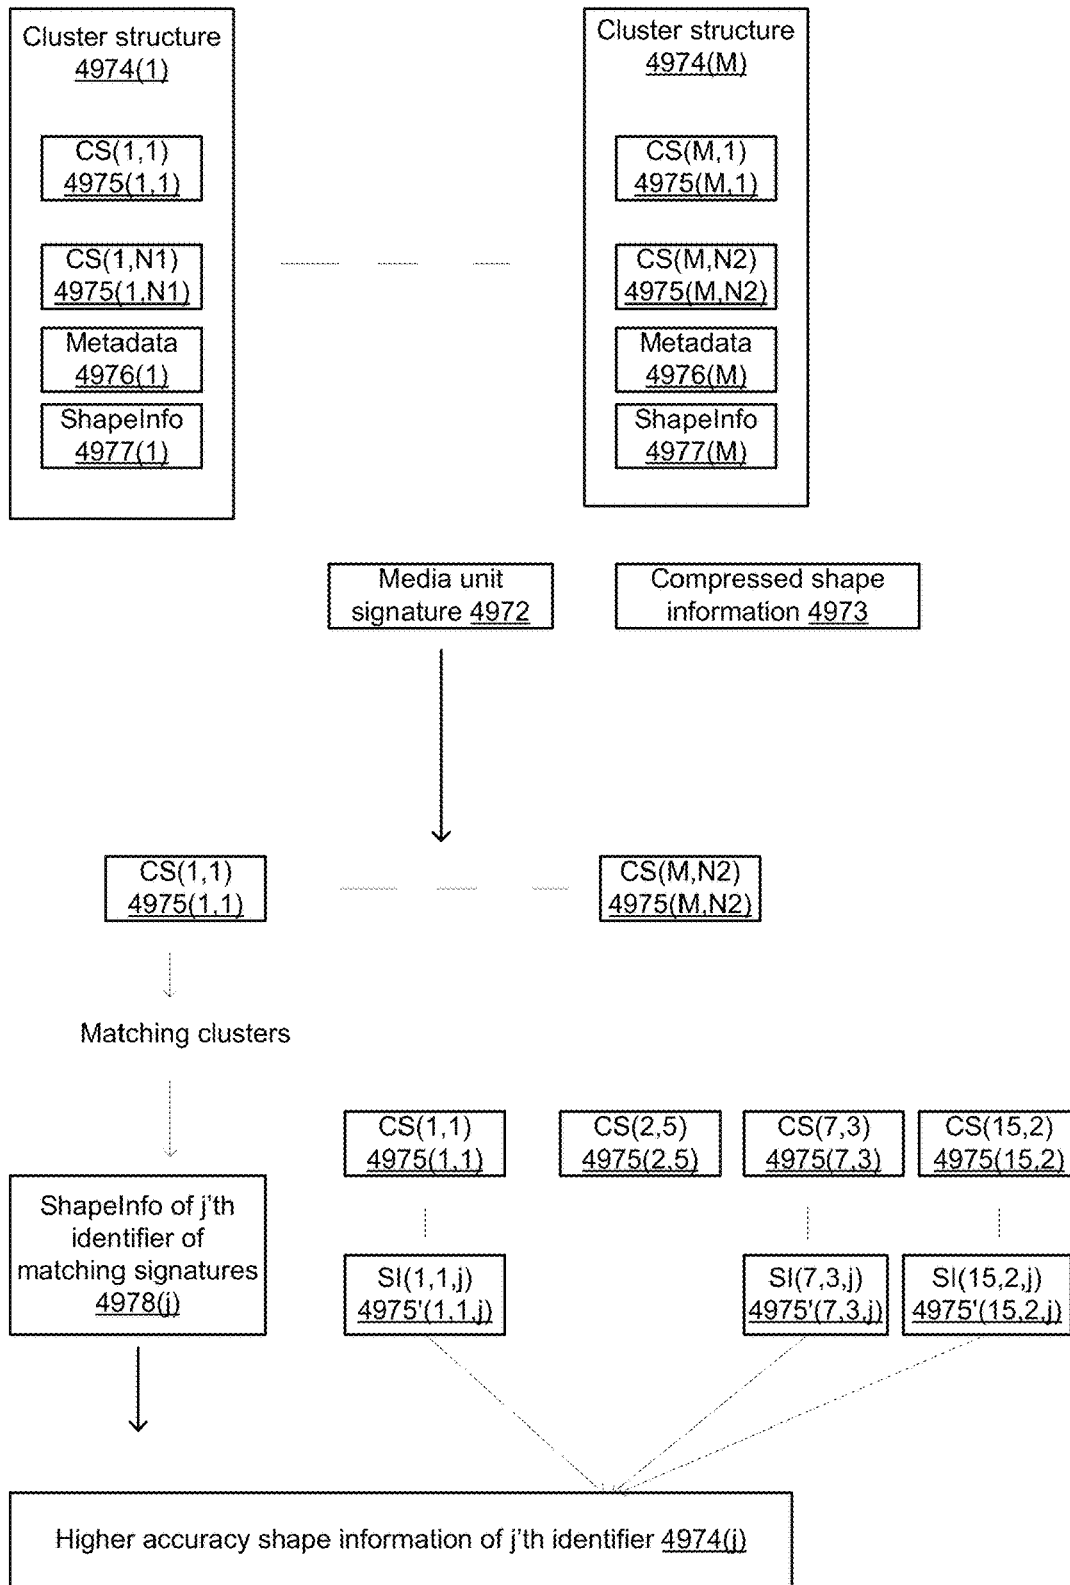 Cluster structure
4974(1)
CS(1,1)
4975(1,1)
CS(1,N1)
4975(1,N1)
Metadata
4976(1)
ShapeInfo
4977(1)
Cluster structure
4974(M)
CS(M,1)
4975(M,1)
CS(M,N2)
4975(M,N2)
Metadata
4976(M)
ShapeInfo
4977(M)
Media unit
signature 4972
Compressed shape
information 4973
CS(1,1)
4975(1,1)
CS(M,N2)
4975(M,N2)
Matching clusters
ShapeInfo of j'th
identifier of
matching signatures
4978(j)
CS(1,1)
4975(1,1)
CS(2,5)
4975(2,5)
CS(7,3)
4975(7,3)
CS(15,2)
4975(15,2)
SI(1,1,j)
4975'(1,1,j)
SI(7,3,j)
4975'(7,3,j)
SI(15,2,j)
4975'(15,2,j)
Higher accuracy shape information of j'th identifier 4974(j)